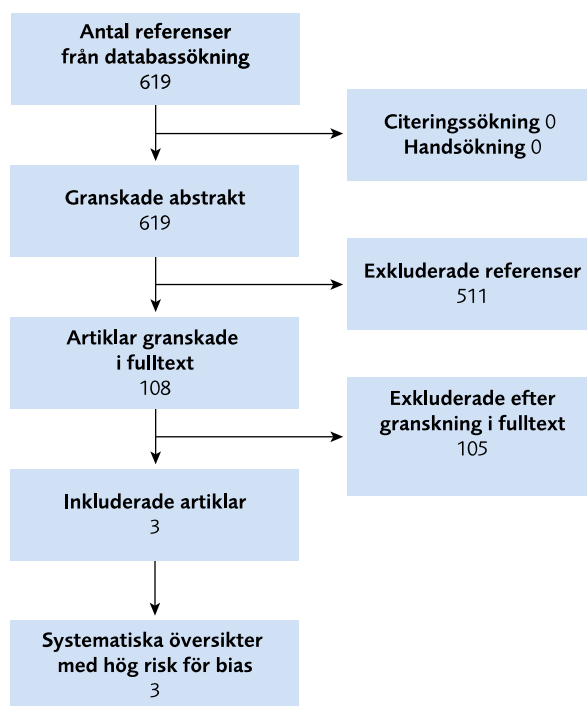 Antal referenser
från databassökning
619
Citeringssökning 0
Handsökning 0
Granskade abstrakt
619
Exkluderade referenser
511
Artiklar granskade
i fulltext
108
Exkluderade efter
granskning i fulltext
105
Inkluderade artiklar
3
Systematiska översikter
med hög risk för bias
3